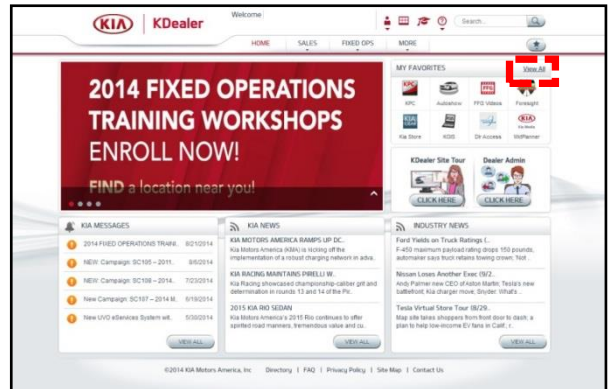 KIA
KDealer
Welcome
Search...
HOME SALES FIXED OPS MORE
2014 FIXED OPERATIONS
TRAINING WORKSHOPS
ENROLL NOW!
FIND a location near you!
MY FAVORITES View All
KPC Autoshow FFG Videos Foresight
Kia Store KGIS Dlr Access
KDealer Site Tour
CLICK HERE
Dealer Admin
CLICK HERE
KIA MESSAGES
2014 FIXED OPERATIONS TRAINI.. 8/21/2014
NEW: Campaign: SC105 – 2011.. 8/6/2014
NEW: Campaign: SC106 – 2014.. 7/23/2014
New Campaign: SC107 – 2014 M.. 6/19/2014
New UVO eServices System wit.. 5/30/2014
VIEW ALL
KIA NEWS
KIA MOTORS AMERICA RAMPS UP DC..
Kia Motors America (KMA) is kicking off the
implementation of a robust charging network in adva..
KIA RACING MAINTAINS PIRELLI W..
Kia Racing showcased championship-caliber grit and
determination in rounds 13 and 14 of the Pir..
2015 KIA RIO SEDAN
Kia Motors America's 2015 Rio continues to offer
spirited road manners, tremendous value and cu..
VIEW ALL
INDUSTRY NEWS
Ford Yields on Truck Ratings (..
F-450 maximum payload rating drops 150 pounds,
automaker says truck retains towing crown; Not ..
Nissan Loses Another Exec (9/2..
Andy Palmer new CEO of Aston Martin; Tesla's new
battlefront; Kia charger move; Snyder: What's ..
Tesla Virtual Store Tour (8/29..
Map site takes shoppers from front door to dash; a
plan to help low-income EV fans in Calif.; r..
VIEW ALL
©2014 KIA Motors America, Inc Directory | FAQ | Privacy Policy | Site Map | Contact Us